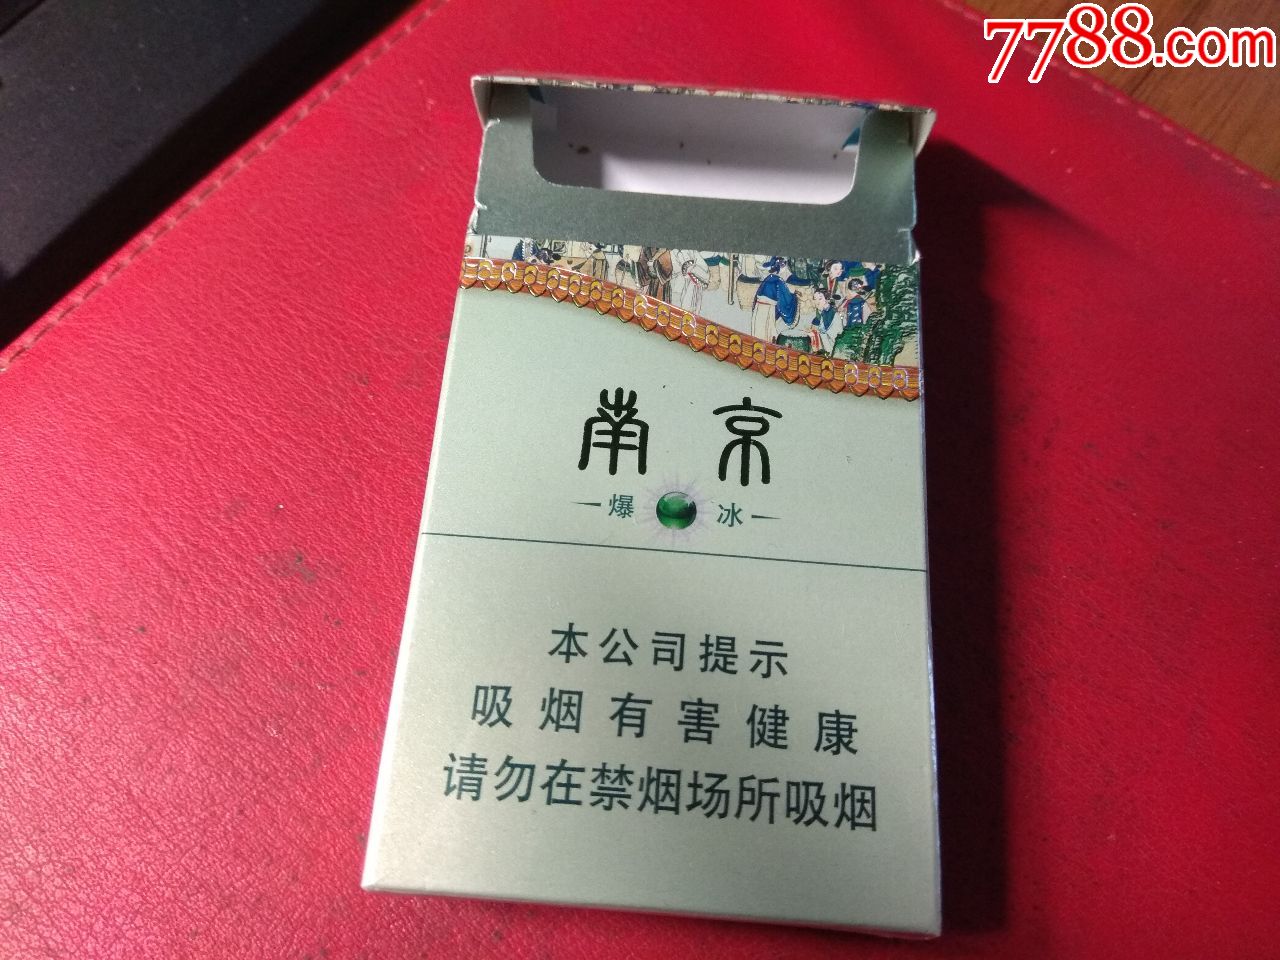 7788.com
南京
爆冰
本公司提示
吸烟有害健康
请勿在禁烟场所吸烟